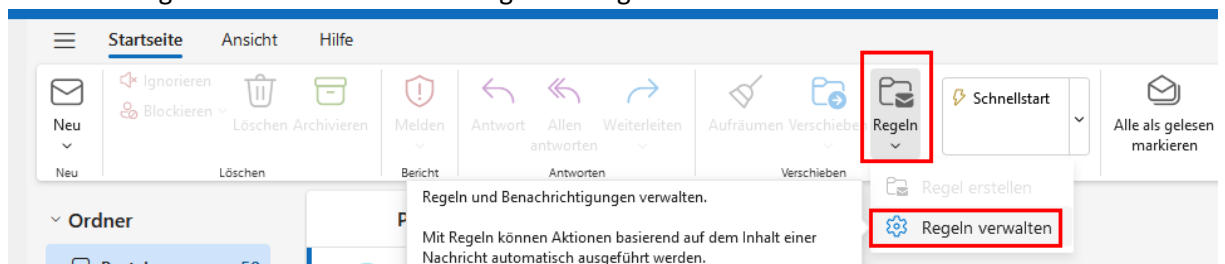 Startseite Ansicht Hilfe
Ignorieren
Blockieren
Neu Löschen Archivieren Melden Antwort Allen antworten Weiterleiten Aufräumen Verschieben Regeln Schnellstart Alle als gelesen markieren
Neu Löschen Bericht Antworten Verschieben
Regel erstellen
Regeln verwalten
Regeln und Benachrichtigungen verwalten.
Mit Regeln können Aktionen basierend auf dem Inhalt einer
Nachricht automatisch ausgeführt werden.
Ordner